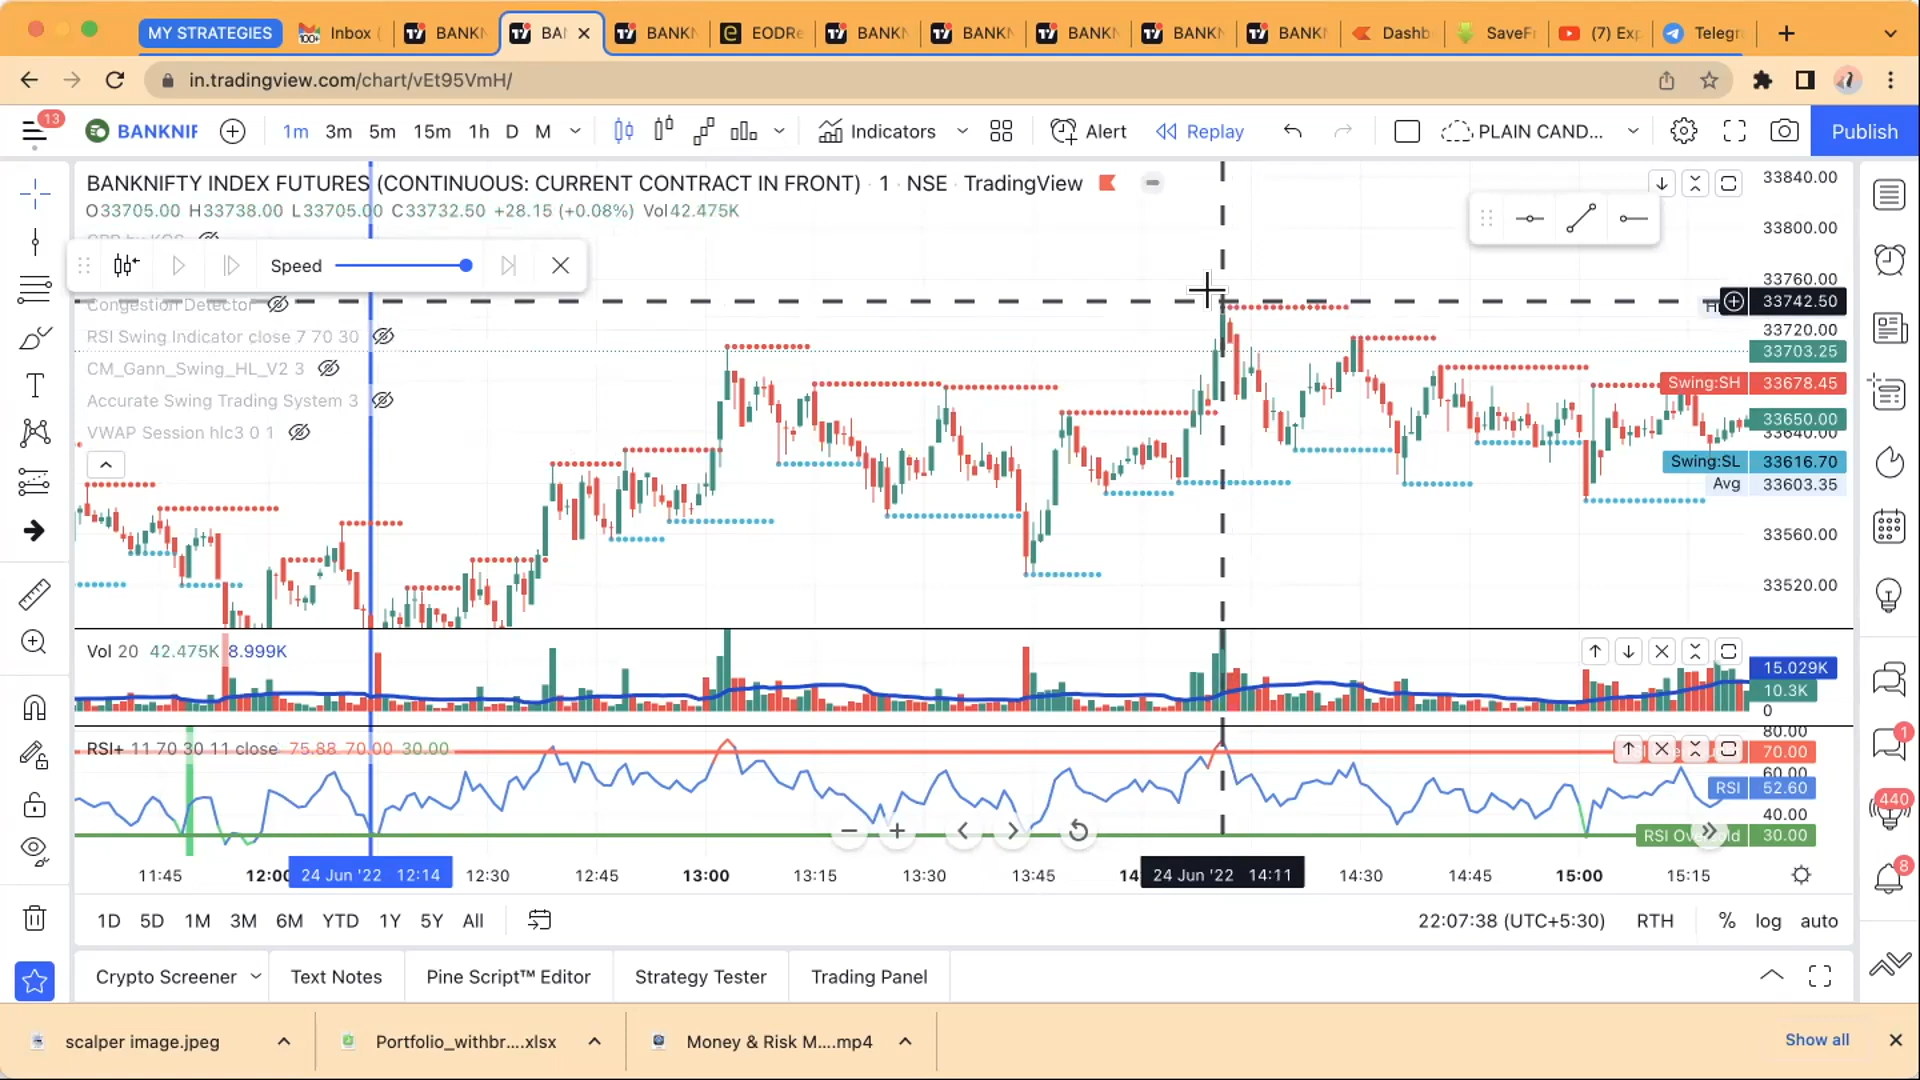 MY STRATEGIES Inbox BANKN BAN BANKN EODRe BANKN BANKN BANKN BANKN BANKN Dashb SaveF (7) Exp Telegr
in.tradingview.com/chart/vEt95VmH/
13 BANKNIF 1m 3m 5m 15m 1h D M Indicators Alert Replay PLAIN CAND... Publish
BANKNIFTY INDEX FUTURES (CONTINUOUS: CURRENT CONTRACT IN FRONT) · 1 · NSE · TradingView
O33705.00 H33738.00 L33705.00 C33732.50 +28.15 (+0.08%) Vol42.475K
Speed
Congestion Detector
RSI Swing Indicator close 7 70 30
CM_Gann_Swing_HL_V2 3
Accurate Swing Trading System 3
VWAP Session hlc3 0 1
33840.00
33800.00
33760.00
33742.50
33720.00
33703.25
Swing:SH 33678.45
33650.00
33640.00
Swing:SL 33616.70
Avg 33603.35
33560.00
33520.00
Vol 20 42.475K 8.999K
15.029K
10.3K
0
RSI+ 11 70 30 11 close 75.88 70.00 30.00
80.00
70.00
60.00
RSI 52.60
40.00
30.00
11:45 12:00 24 Jun '22 12:14 12:30 12:45 13:00 13:15 13:30 13:45 14 24 Jun '22 14:11 14:30 14:45 15:00 15:15
1D 5D 1M 3M 6M YTD 1Y 5Y All 22:07:38 (UTC+5:30) RTH % log auto
Crypto Screener Text Notes Pine Script™ Editor Strategy Tester Trading Panel
1
440
8
scalper image.jpeg Portfolio_withbr....xlsx Money & Risk M....mp4 Show all